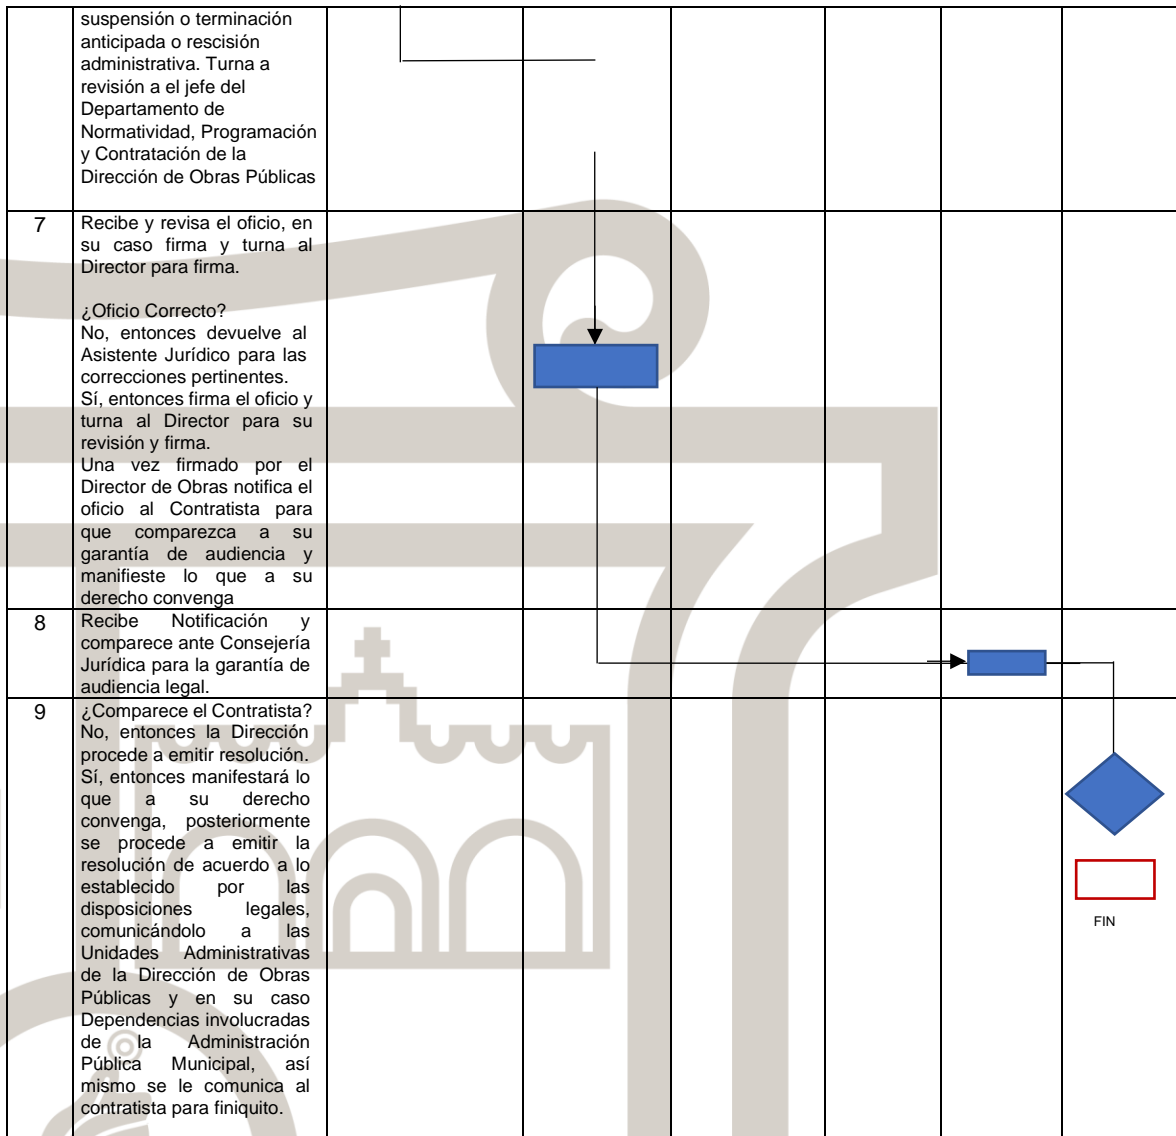 suspensión o terminación
anticipada o rescisión
administrativa. Turna a
revisión a el jefe del
Departamento de
Normatividad, Programación
y Contratación de la
Dirección de Obras Públicas
7
Recibe y revisa el oficio, en
su caso firma y turna al
Director para firma.
¿Oficio Correcto?
No, entonces devuelve al
Asistente Jurídico para las
correcciones pertinentes.
Sí, entonces firma el oficio y
turna al Director para su
revisión y firma.
Una vez firmado por el
Director de Obras notifica el
oficio al Contratista para
que comparezca a su
garantía de audiencia y
manifieste lo que a su
derecho convenga
8
Recibe Notificación y
comparece ante Consejería
Jurídica para la garantía de
audiencia legal.
9
¿Comparece el Contratista?
No, entonces la Dirección
procede a emitir resolución.
Sí, entonces manifestará lo
que a su derecho
convenga, posteriormente
se procede a emitir la
resolución de acuerdo a lo
establecido por las
disposiciones legales,
comunicándolo a las
Unidades Administrativas
de la Dirección de Obras
Públicas y en su caso
Dependencias involucradas
de la Administración
Pública Municipal, así
mismo se le comunica al
contratista para finiquito.
FIN